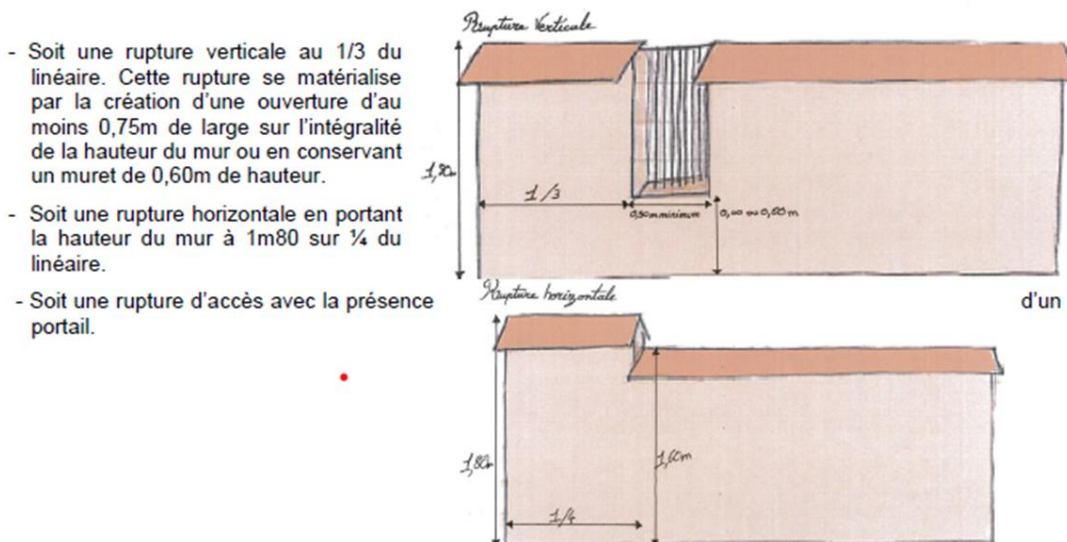 - Soit une rupture verticale au 1/3 du
linéaire. Cette rupture se matérialise
par la création d'une ouverture d'au
moins 0,75m de large sur l'intégralité
de la hauteur du mur ou en conservant
un muret de 0,60m de hauteur.
- Soit une rupture horizontale en portant
la hauteur du mur à 1m80 sur ¼ du
linéaire.
- Soit une rupture d'accès avec la présence d'un
portail.
Rupture Verticale
1,80m
1/3
0,50m minimum
0,60m
Rupture horizontale
1,80m
1,60m
1/4